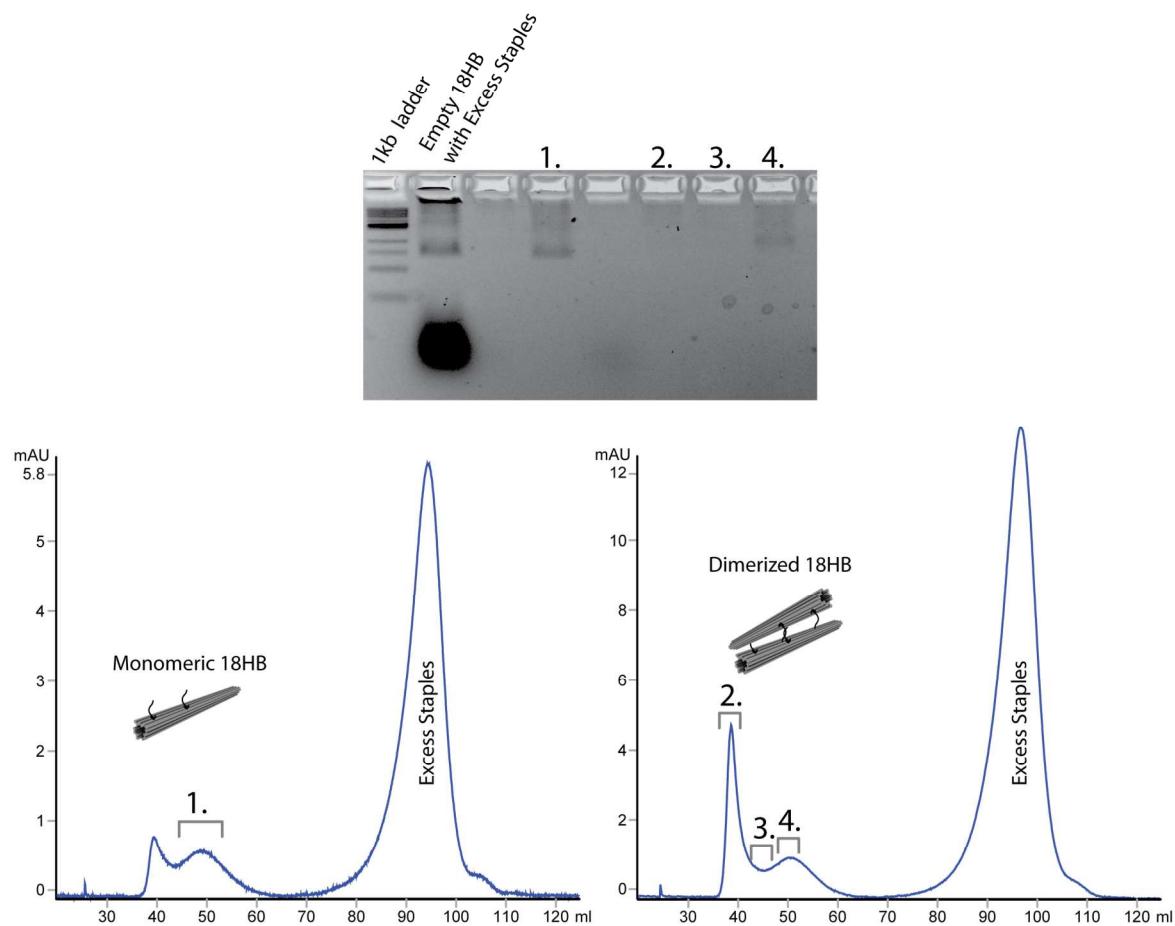 1kb ladder
Empty 18HB
with Excess Staples
1.
2.
3.
4.
mAU
5.8
5
4
3
2
1
0
Monomeric 18HB
1.
Excess Staples
30 40 50 60 70 80 90 100 110 120 ml
mAU
12
10
8
6
4
2
0
Dimerized 18HB
2.
3.
4.
Excess Staples
30 40 50 60 70 80 90 100 110 120 ml